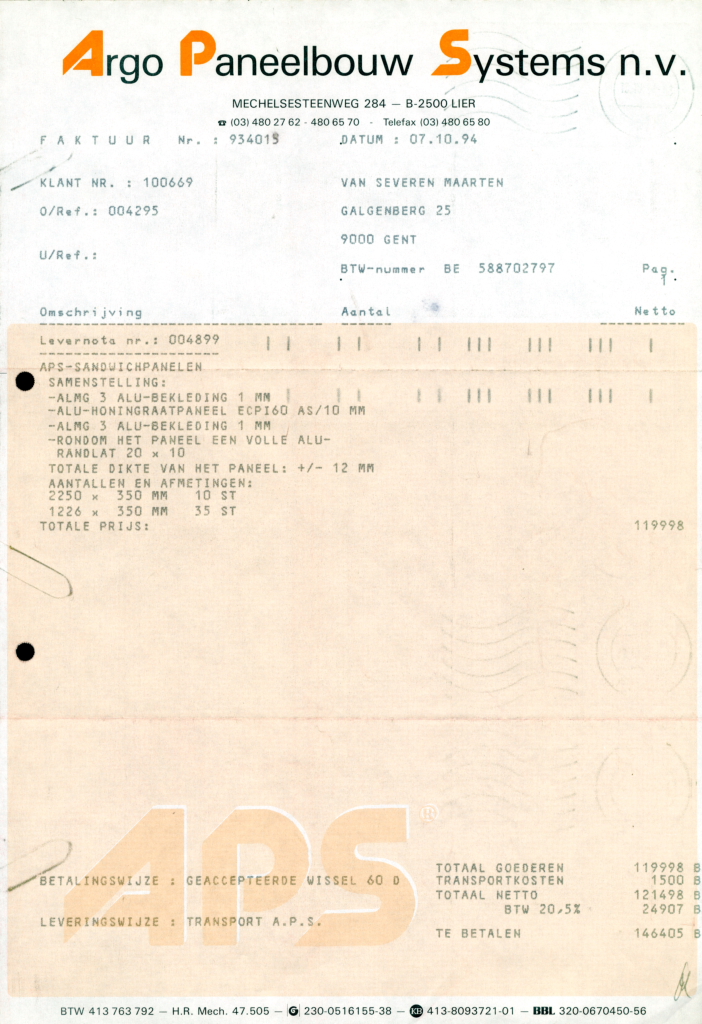 Argo Paneelbouw Systems n.v.
MECHELSESTEENWEG 284 — B-2500 LIER
☎ (03) 480 27 62 - 480 65 70 - Telefax (03) 480 65 80
FAKTUUR Nr. : 934015 DATUM : 07.10.94
KLANT NR. : 100669 VAN SEVEREN MAARTEN
O/Ref.: 004295 GALGENBERG 25
9000 GENT
U/Ref.:
BTW-nummer BE 588702797 Pag.
1
Omschrijving Aantal Netto
Levernota nr.: 004899
APS-SANDWICHPANELEN
SAMENSTELLING:
-ALMG 3 ALU-BEKLEDING 1 MM
-ALU-HONINGRAATPANEEL ECPI60 AS/10 MM
-ALMG 3 ALU-BEKLEDING 1 MM
-RONDOM HET PANEEL EEN VOLLE ALU-
RANDLAT 20 x 10
TOTALE DIKTE VAN HET PANEEL: +/- 12 MM
AANTALLEN EN AFMETINGEN:
2250 x 350 MM 10 ST
1226 x 350 MM 35 ST
TOTALE PRIJS: 119998
APS ®
TOTAAL GOEDEREN 119998 B
BETALINGSWIJZE : GEACCEPTEERDE WISSEL 60 D TRANSPORTKOSTEN 1500 B
TOTAAL NETTO 121498 B
BTW 20,5% 24907 B
LEVERINGSWIJZE : TRANSPORT A.P.S.
TE BETALEN 146405 B
BTW 413 763 792 — H.R. Mech. 47.505 — G 230-0516155-38 — KB 413-8093721-01 — BBL 320-0670450-56